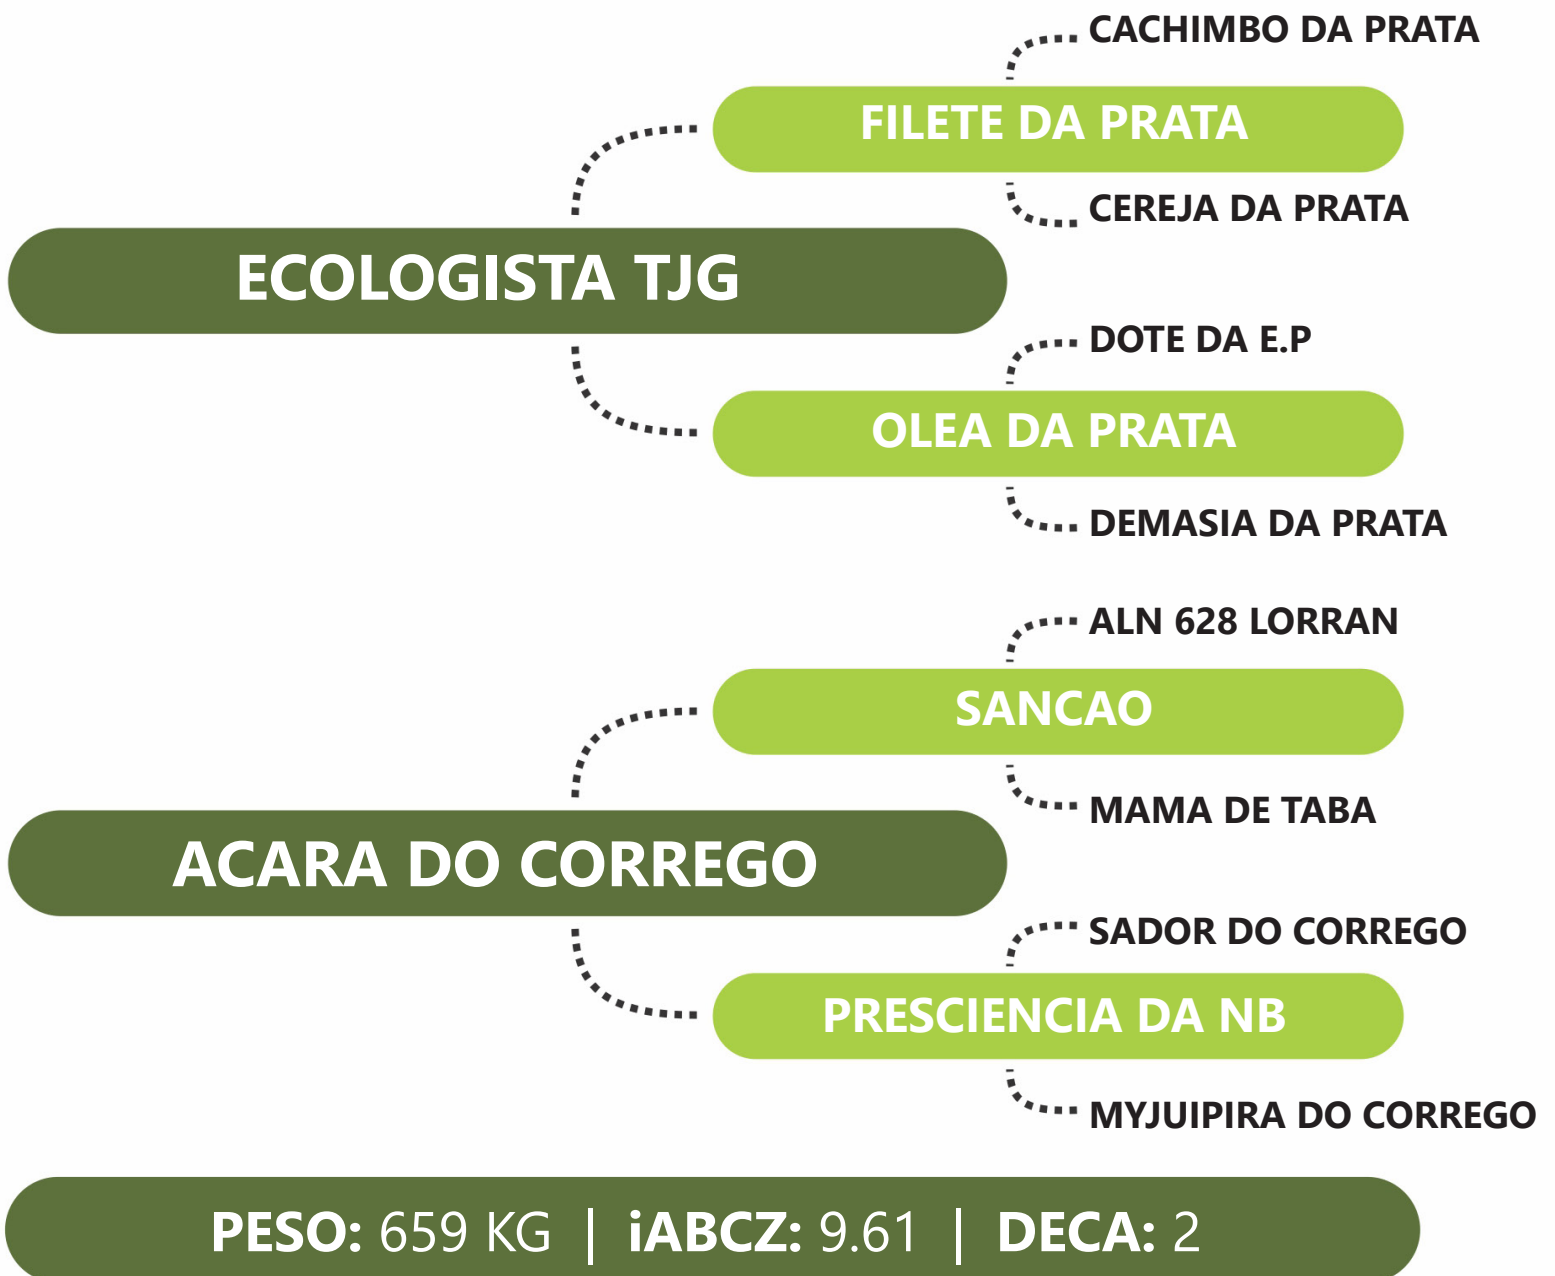 CACHIMBO DA PRATA
FILETE DA PRATA
CEREJA DA PRATA
ECOLOGISTA TJG
DOTE DA E.P
OLEA DA PRATA
DEMASIA DA PRATA
ALN 628 LORRAN
SANCAO
MAMA DE TABA
ACARA DO CORREGO
SADOR DO CORREGO
PRESCIENCIA DA NB
MYJUIPIRA DO CORREGO
PESO: 659 KG | iABCZ: 9.61 | DECA: 2